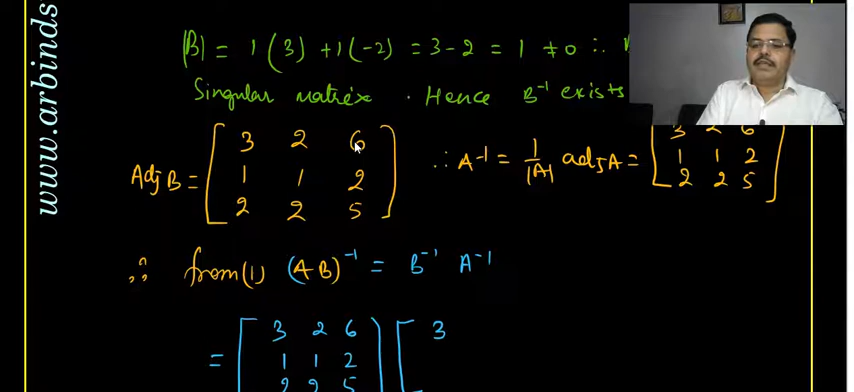 www.arbinds
|B| = 1 (3) + 1 (-2) = 3 - 2 = 1 ≠ 0 ∴
Singular matrix. Hence B⁻¹ exists
Adj B = [ 3 2 6
1 1 2
2 2 5 ]
∴ A⁻¹ = 1/|A| adj A = [ 3 2 6
1 1 2
2 2 5 ]
∴ from (1) (AB)⁻¹ = B⁻¹ A⁻¹
= [ 3 2 6
1 1 2
2 2 5 ] [ 3